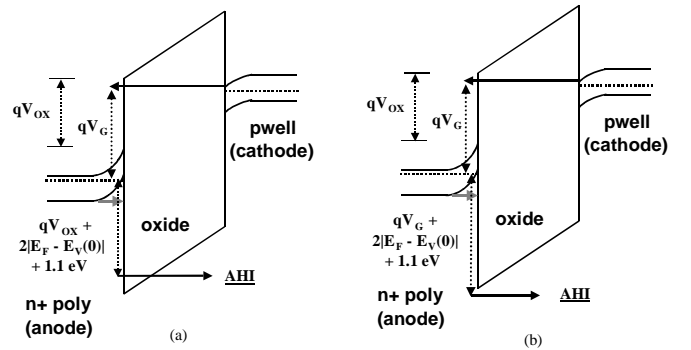 qV_OX
qV_G
pwell
(cathode)
oxide
qV_OX +
2|E_F - E_V(0)|
+ 1.1 eV
AHI
n+ poly
(anode)
(a)
qV_OX
qV_G
pwell
(cathode)
oxide
qV_G +
2|E_F - E_V(0)|
+ 1.1 eV
AHI
n+ poly
(anode)
(b)